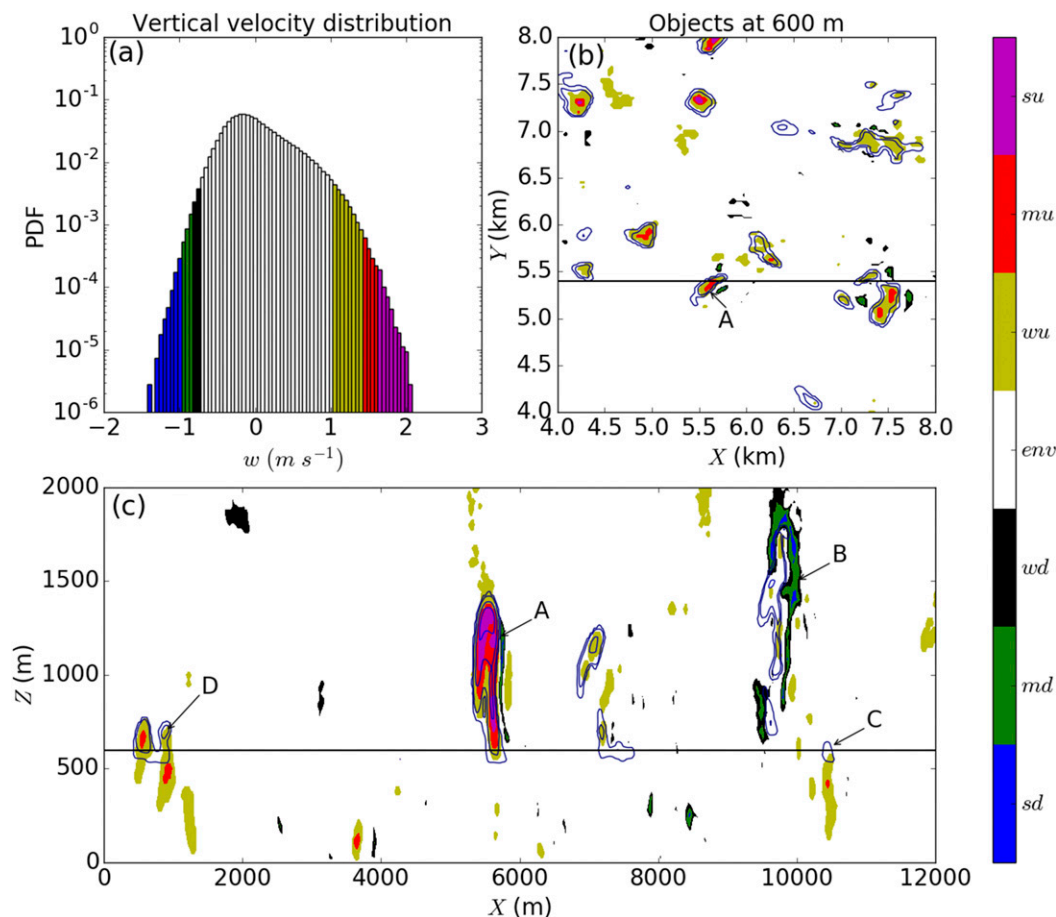 Vertical velocity distribution
(a)
10^0
10^-1
10^-2
10^-3
10^-4
10^-5
10^-6
PDF
−2 −1 0 1 2 3
w (m s^-1)
Objects at 600 m
(b)
8.0
7.5
7.0
6.5
6.0
5.5
5.0
4.5
4.0
Y (km)
A
4.0 4.5 5.0 5.5 6.0 6.5 7.0 7.5 8.0
X (km)
su
mu
wu
env
wd
md
sd
(c)
2000
1500
1000
500
0
Z (m)
A
B
C
D
0 2000 4000 6000 8000 10000 12000
X (m)